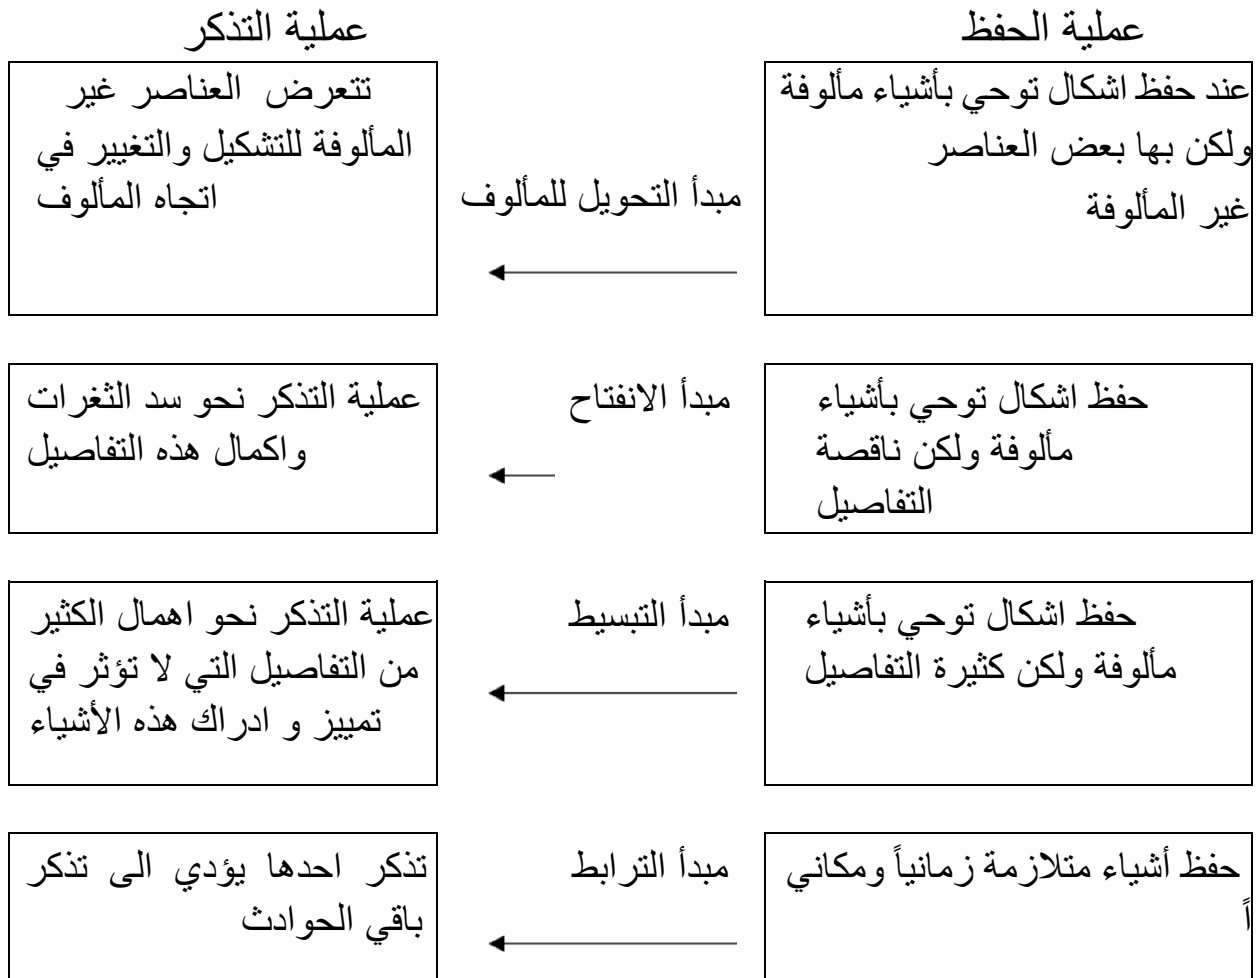 عملية الحفظ
عملية التذكر
عند حفظ اشكال توحي بأشياء مألوفة
ولكن بها بعض العناصر
غير المألوفة
مبدأ التحويل للمألوف
تتعرض العناصر غير
المألوفة للتشكيل والتغيير في
اتجاه المألوف
حفظ اشكال توحي بأشياء
مألوفة ولكن ناقصة
التفاصيل
مبدأ الانفتاح
عملية التذكر نحو سد الثغرات
واكمال هذه التفاصيل
حفظ اشكال توحي بأشياء
مألوفة ولكن كثيرة التفاصيل
مبدأ التبسيط
عملية التذكر نحو اهمال الكثير
من التفاصيل التي لا تؤثر في
تمييز و ادراك هذه الأشياء
حفظ أشياء متلازمة زمانياً ومكاني
اً
مبدأ الترابط
تذكر احدها يؤدي الى تذكر
باقي الحوادث